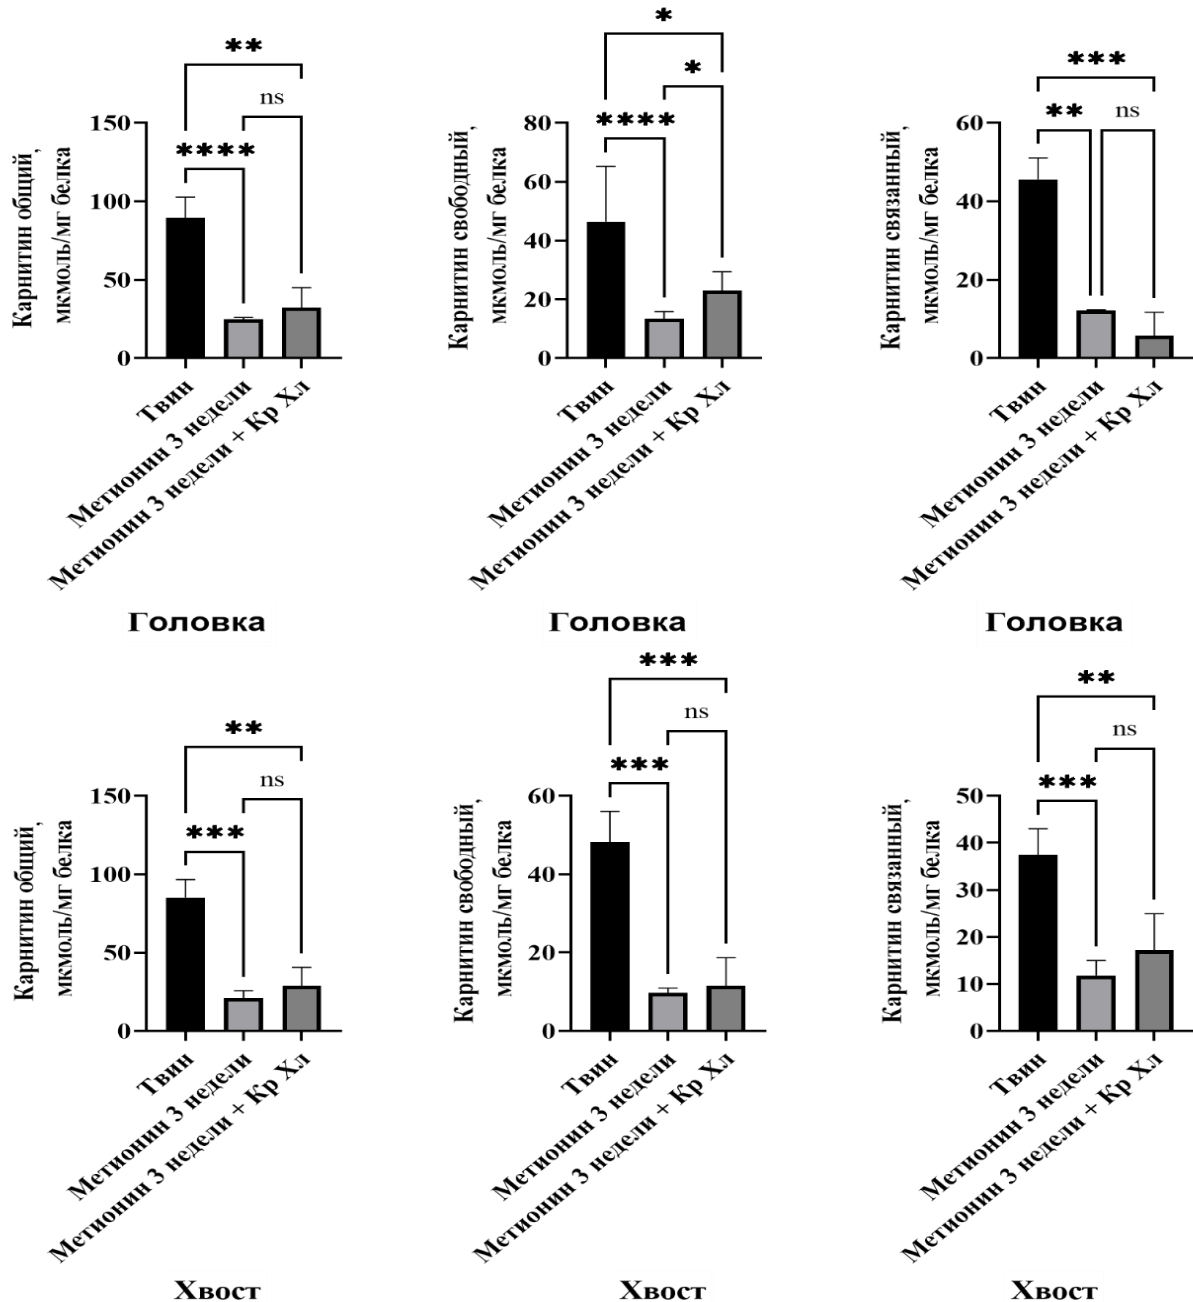 **
ns
****
Карнитин общий,
мкмоль/мг белка
150
100
50
0
Твин
Метионин 3 недели
Метионин 3 недели + Кр Хл
Головка
*
*
****
Карнитин свободный,
мкмоль/мг белка
80
60
40
20
0
Твин
Метионин 3 недели
Метионин 3 недели + Кр Хл
Головка
***
**
ns
Карнитин связанный,
мкмоль/мг белка
60
40
20
0
Твин
Метионин 3 недели
Метионин 3 недели + Кр Хл
Головка
**
ns
***
Карнитин общий,
мкмоль/мг белка
150
100
50
0
Твин
Метионин 3 недели
Метионин 3 недели + Кр Хл
Хвост
***
ns
***
Карнитин свободный,
мкмоль/мг белка
60
40
20
0
Твин
Метионин 3 недели
Метионин 3 недели + Кр Хл
Хвост
**
ns
***
Карнитин связанный,
мкмоль/мг белка
50
40
30
20
10
0
Твин
Метионин 3 недели
Метионин 3 недели + Кр Хл
Хвост